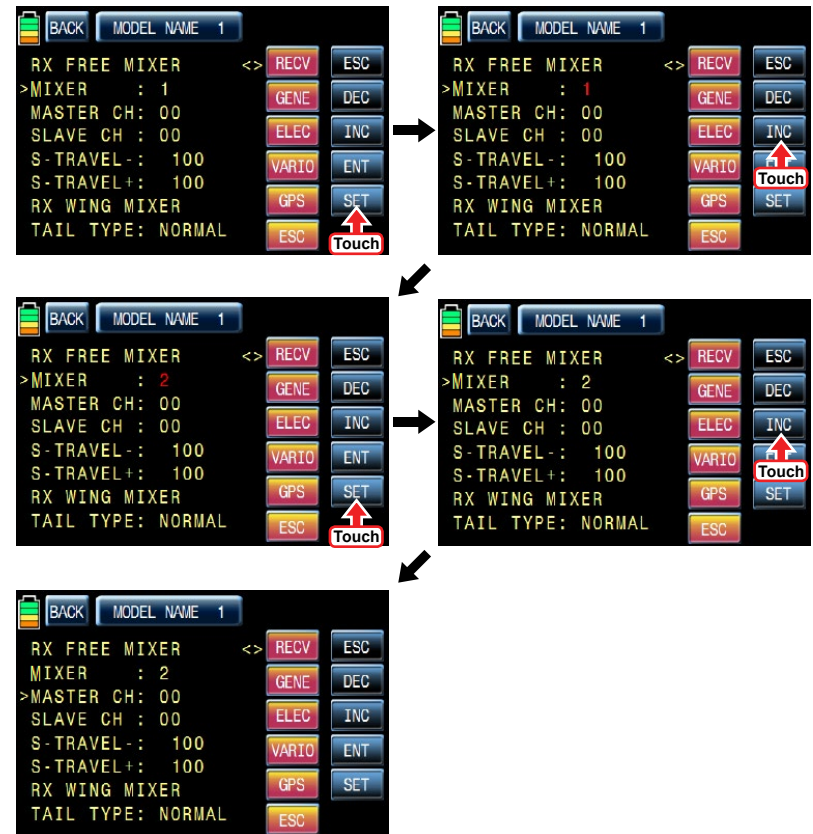 BACK MODEL NAME 1
RX FREE MIXER <> RECV ESC
>MIXER : 1 GENE DEC
MASTER CH: 00
SLAVE CH : 00 ELEC INC
S-TRAVEL-: 100 VARIO ENT
S-TRAVEL+: 100
RX WING MIXER GPS SET
TAIL TYPE: NORMAL ESC Touch
BACK MODEL NAME 1
RX FREE MIXER <> RECV ESC
>MIXER : 1 GENE DEC
MASTER CH: 00
SLAVE CH : 00 ELEC INC
S-TRAVEL-: 100 VARIO
S-TRAVEL+: 100 Touch
RX WING MIXER GPS SET
TAIL TYPE: NORMAL ESC
BACK MODEL NAME 1
RX FREE MIXER <> RECV ESC
>MIXER : 2 GENE DEC
MASTER CH: 00
SLAVE CH : 00 ELEC INC
S-TRAVEL-: 100 VARIO ENT
S-TRAVEL+: 100
RX WING MIXER GPS SET
TAIL TYPE: NORMAL ESC Touch
BACK MODEL NAME 1
RX FREE MIXER <> RECV ESC
>MIXER : 2 GENE DEC
MASTER CH: 00
SLAVE CH : 00 ELEC INC
S-TRAVEL-: 100 VARIO
S-TRAVEL+: 100 Touch
RX WING MIXER GPS SET
TAIL TYPE: NORMAL ESC
BACK MODEL NAME 1
RX FREE MIXER <> RECV ESC
MIXER : 2 GENE DEC
>MASTER CH: 00
SLAVE CH : 00 ELEC INC
S-TRAVEL-: 100 VARIO ENT
S-TRAVEL+: 100
RX WING MIXER GPS SET
TAIL TYPE: NORMAL ESC